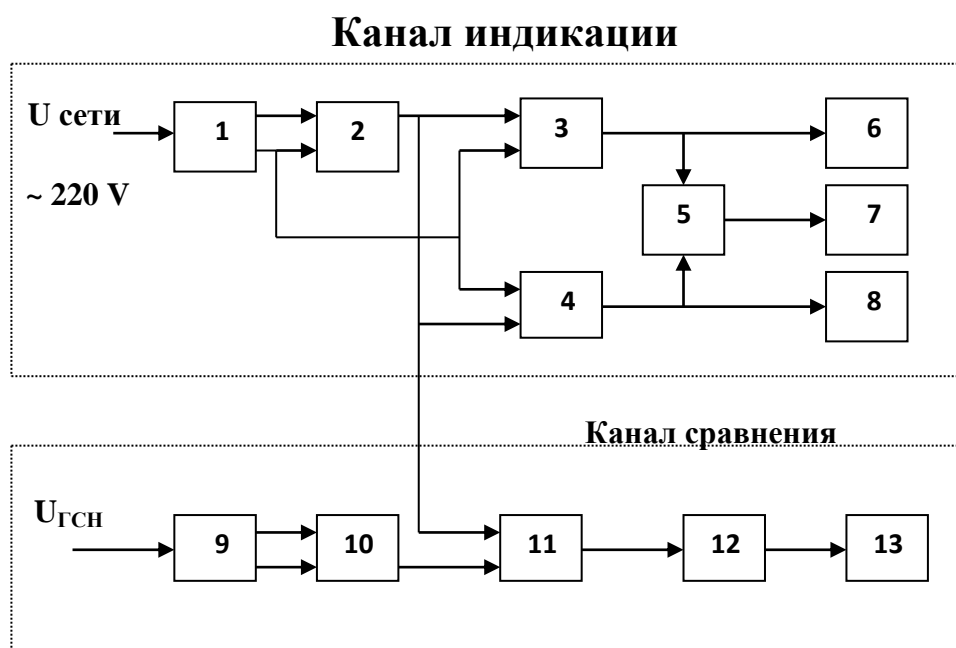 Канал индикации
U сети
~ 220 V
1
2
3
6
5
7
4
8
Канал сравнения
UГСН
9
10
11
12
13